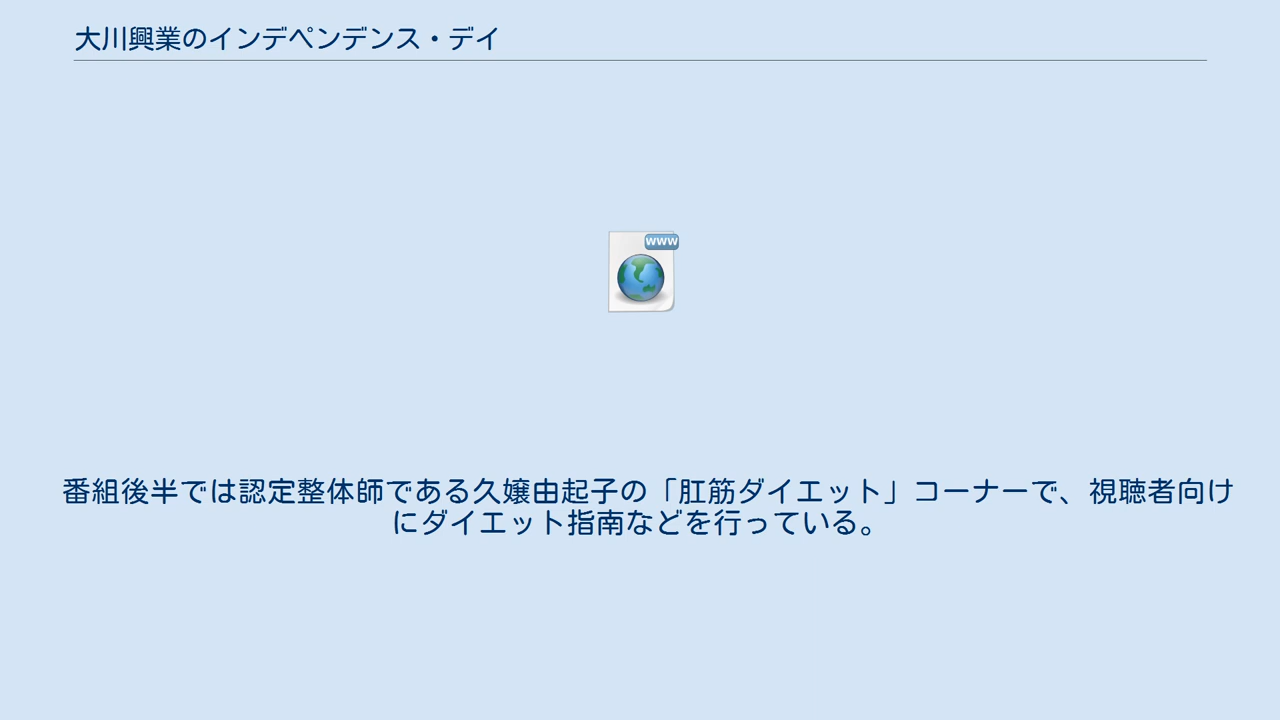 大川興業のインデペンデンス・デイ
www
番組後半では認定整体師である久嬢由起子の「肛筋ダイエット」コーナーで、視聴者向け
にダイエット指南などを行っている。